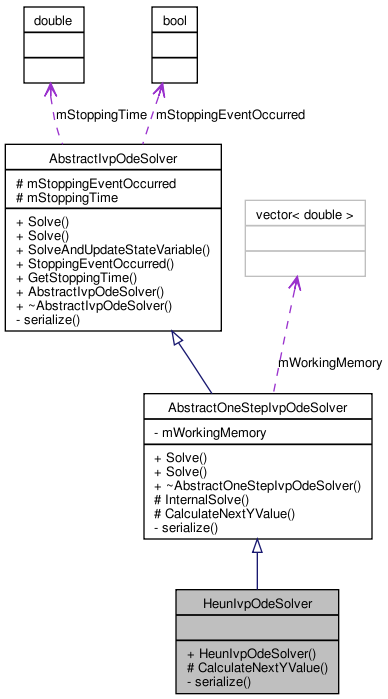 double
bool
mStoppingTime
mStoppingEventOccurred
AbstractIvpOdeSolver
# mStoppingEventOccurred
# mStoppingTime
+ Solve()
+ Solve()
+ SolveAndUpdateStateVariable()
+ StoppingEventOccurred()
+ GetStoppingTime()
+ AbstractIvpOdeSolver()
+ ~AbstractIvpOdeSolver()
- serialize()
vector< double >
mWorkingMemory
AbstractOneStepIvpOdeSolver
- mWorkingMemory
+ Solve()
+ Solve()
+ ~AbstractOneStepIvpOdeSolver()
# InternalSolve()
# CalculateNextYValue()
- serialize()
HeunIvpOdeSolver
+ HeunIvpOdeSolver()
# CalculateNextYValue()
- serialize()